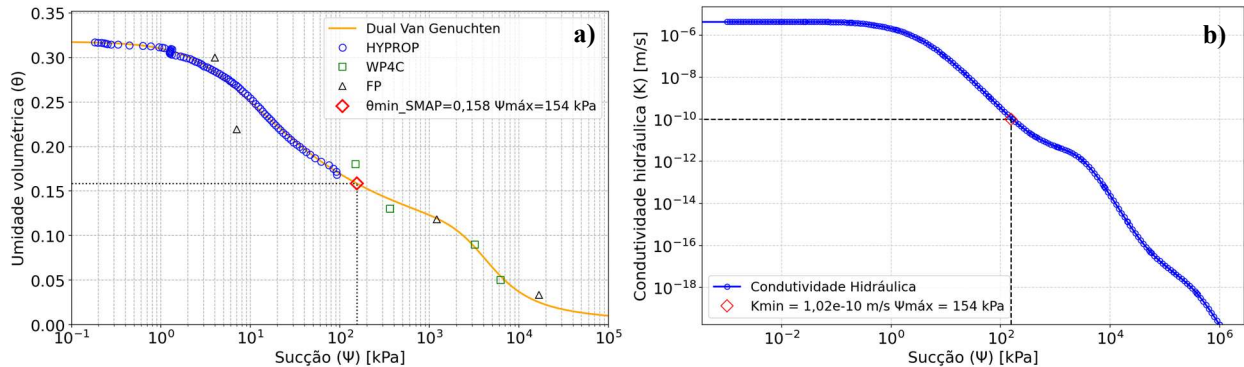 a)
Umidade volumétrica (θ)
0.35
0.30
0.25
0.20
0.15
0.10
0.05
0.00
Dual Van Genuchten
HYPROP
WP4C
FP
θmin_SMAP=0,158 Ψmáx=154 kPa
10⁻¹ 10⁰ 10¹ 10² 10³ 10⁴ 10⁵
Sucção (Ψ) [kPa]
b)
Condutividade hidráulica (K) [m/s]
10⁻⁶
10⁻⁸
10⁻¹⁰
10⁻¹²
10⁻¹⁴
10⁻¹⁶
10⁻¹⁸
Condutividade Hidráulica
Kmin = 1,02e-10 m/s Ψmáx = 154 kPa
10⁻² 10⁰ 10² 10⁴ 10⁶
Sucção (Ψ) [kPa]